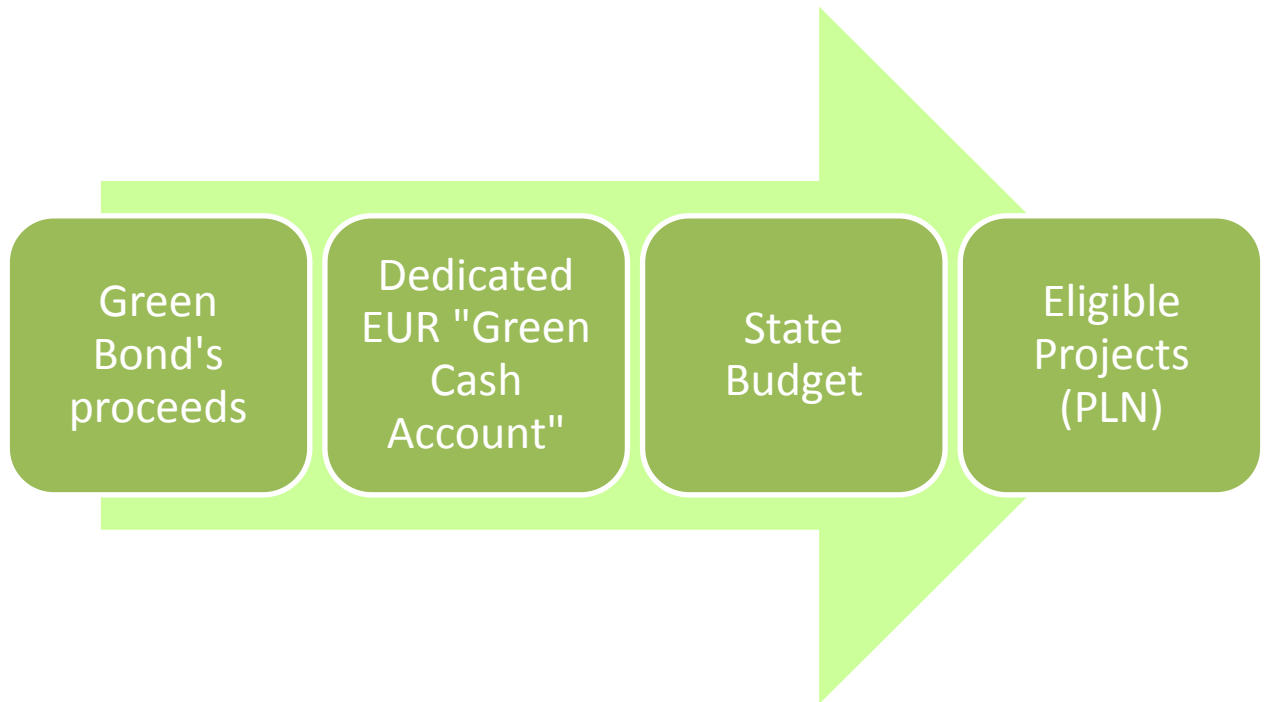 Green
Bond's
proceeds
Dedicated
EUR "Green
Cash
Account"
State
Budget
Eligible
Projects
(PLN)